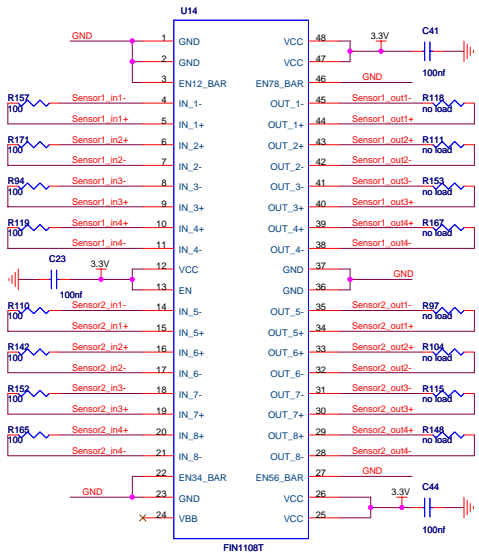 U14
GND 1 GND VCC 48 3.3V C41
2 GND VCC 47 100nf
3 EN12_BAR EN78_BAR 46 GND
R157 100 Sensor1_in1- 4 IN_1- OUT_1- 45 Sensor1_out1- R118 no load
Sensor1_in1+ 5 IN_1+ OUT_1+ 44 Sensor1_out1+
R171 100 Sensor1_in2+ 6 IN_2+ OUT_2+ 43 Sensor1_out2+ R111 no load
Sensor1_in2- 7 IN_2- OUT_2- 42 Sensor1_out2-
R94 100 Sensor1_in3- 8 IN_3- OUT_3- 41 Sensor1_out3- R153 no load
Sensor1_in3+ 9 IN_3+ OUT_3+ 40 Sensor1_out3+
R119 100 Sensor1_in4+ 10 IN_4+ OUT_4+ 39 Sensor1_out4+ R167 no load
Sensor1_in4- 11 IN_4- OUT_4- 38 Sensor1_out4-
C23 100nf 3.3V 12 VCC GND 37 GND
13 EN GND 36
R110 100 Sensor2_in1- 14 IN_5- OUT_5- 35 Sensor2_out1- R97 no load
Sensor2_in1+ 15 IN_5+ OUT_5+ 34 Sensor2_out1+
R142 100 Sensor2_in2+ 16 IN_6+ OUT_6+ 33 Sensor2_out2+ R104 no load
Sensor2_in2- 17 IN_6- OUT_6- 32 Sensor2_out2-
R152 100 Sensor2_in3- 18 IN_7- OUT_7- 31 Sensor2_out3- R115 no load
Sensor2_in3+ 19 IN_7+ OUT_7+ 30 Sensor2_out3+
R165 100 Sensor2_in4+ 20 IN_8+ OUT_8+ 29 Sensor2_out4+ R148 no load
Sensor2_in4- 21 IN_8- OUT_8- 28 Sensor2_out4-
22 EN34_BAR EN56_BAR 27 GND
GND 23 GND VCC 26 3.3V C44
24 VBB VCC 25 100nf
FIN1108T